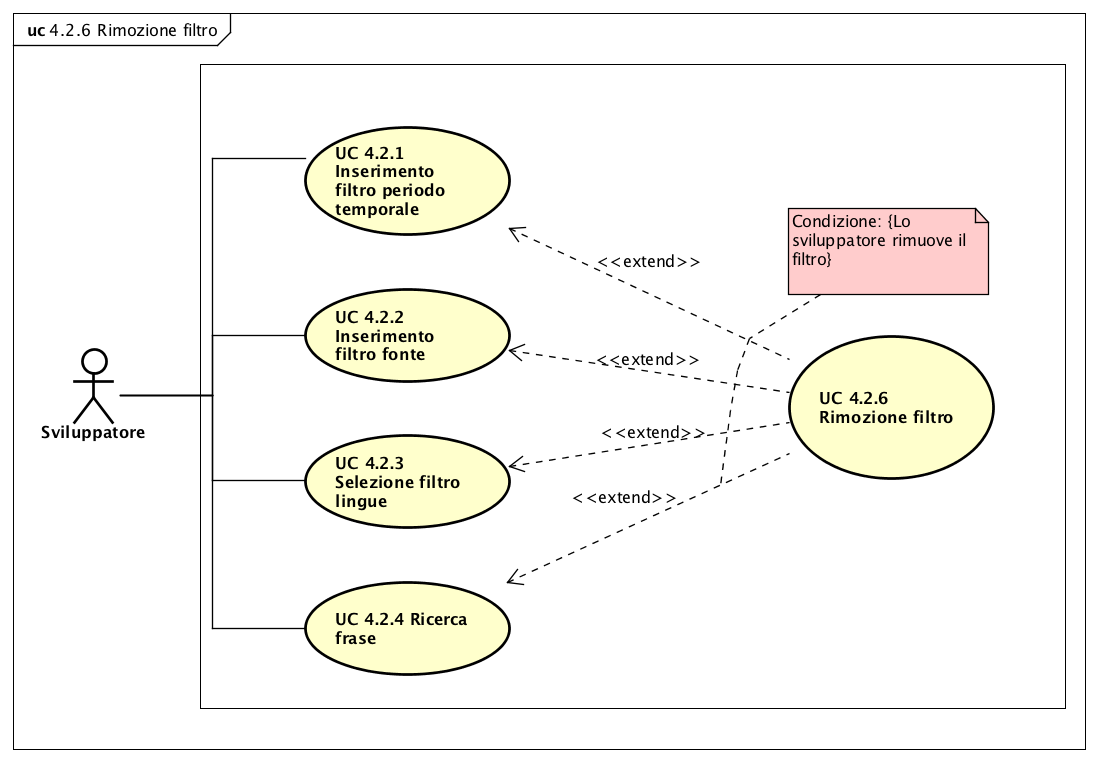 uc 4.2.6 Rimozione filtro
UC 4.2.1
Inserimento
filtro periodo
temporale
Condizione: {Lo
sviluppatore rimuove il
filtro}
<<extend>>
UC 4.2.2
Inserimento
filtro fonte
<<extend>>
UC 4.2.6
Rimozione filtro
Sviluppatore
<<extend>>
UC 4.2.3
Selezione filtro
lingue
<<extend>>
UC 4.2.4 Ricerca
frase